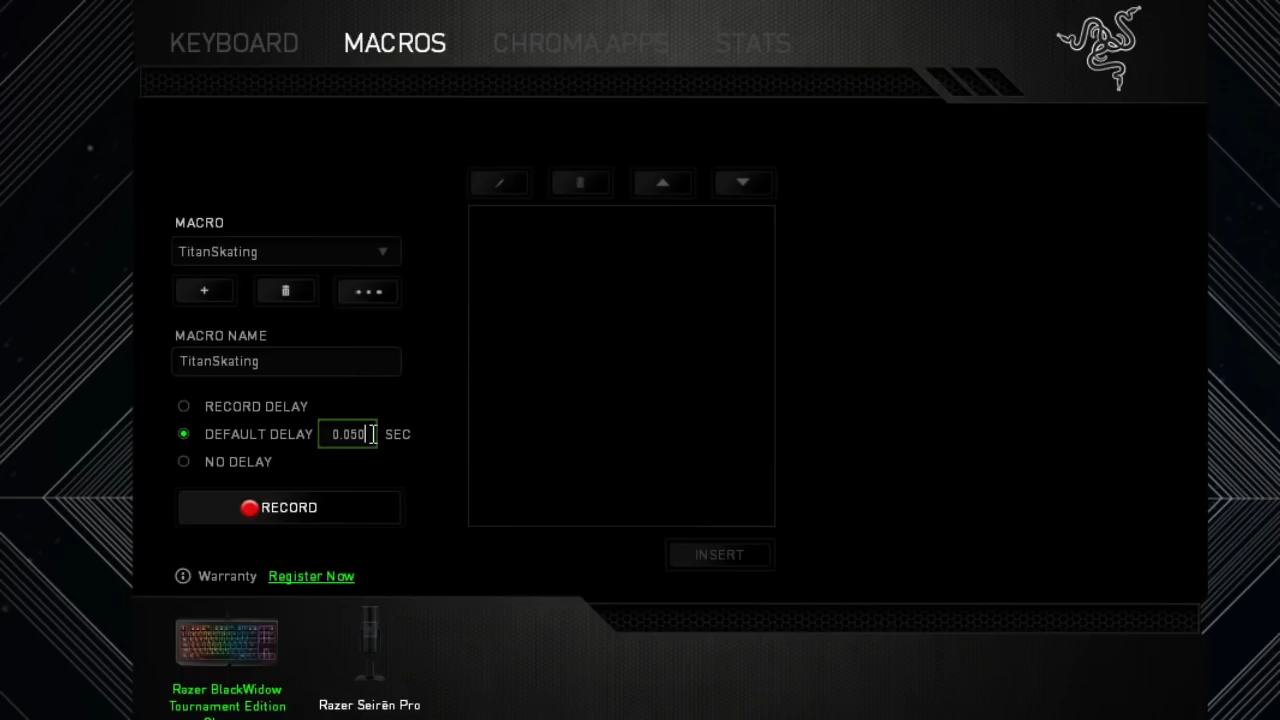 KEYBOARD MACROS CHROMA APPS STATS
MACRO
TitanSkating
MACRO NAME
TitanSkating
RECORD DELAY
DEFAULT DELAY 0.050 SEC
NO DELAY
RECORD
INSERT
Warranty Register Now
Razer BlackWidow
Tournament Edition
Razer Seirēn Pro